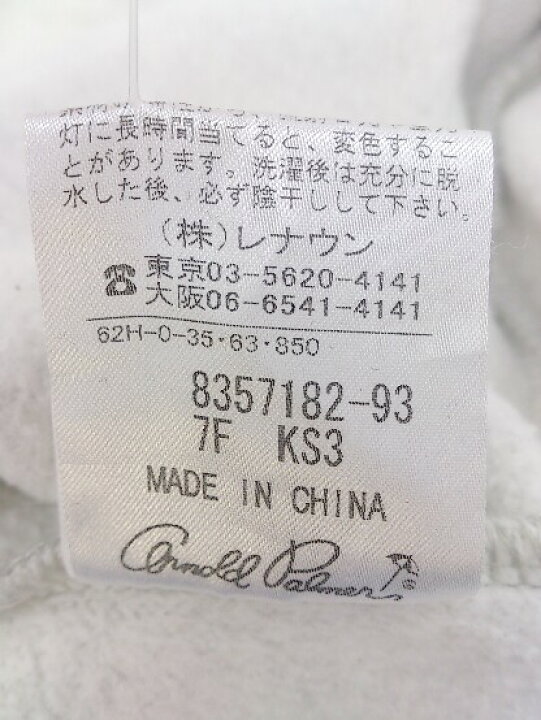 灯に長時間当てると、変色するこ
とがあります。洗濯後は充分に脱
水した後、必ず陰干しして下さい。
(株)レナウン
☎東京03-5620-4141
大阪06-6541-4141
62H-0-35・63・850
8357182-93
7F KS3
MADE IN CHINA
Arnold Palmer